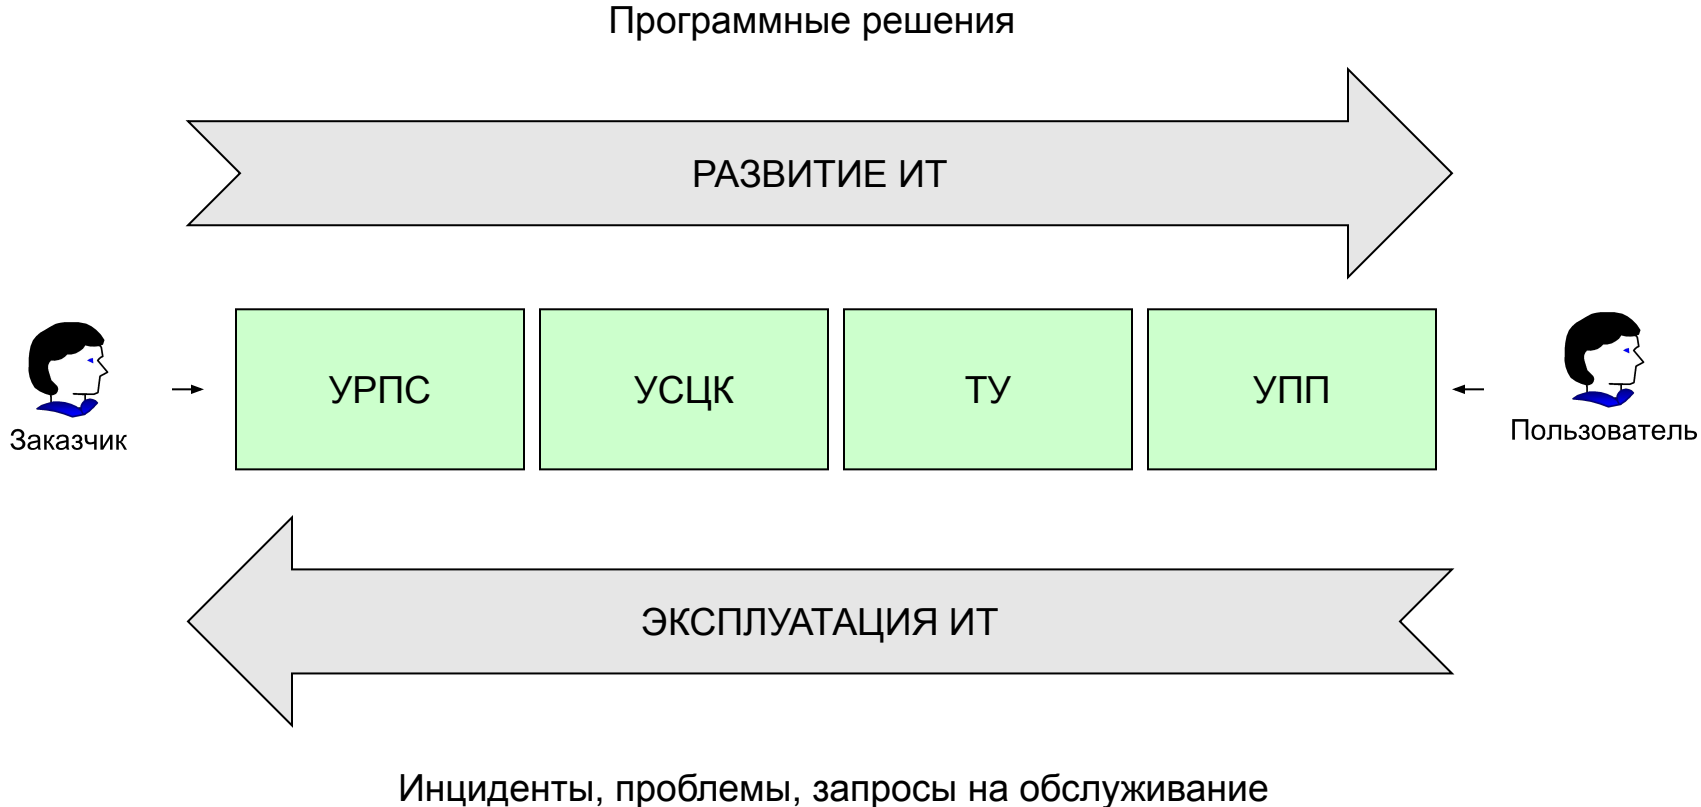 Программные решения
РАЗВИТИЕ ИТ
УРПС
УСЦК
ТУ
УПП
Заказчик
Пользователь
ЭКСПЛУАТАЦИЯ ИТ
Инциденты, проблемы, запросы на обслуживание